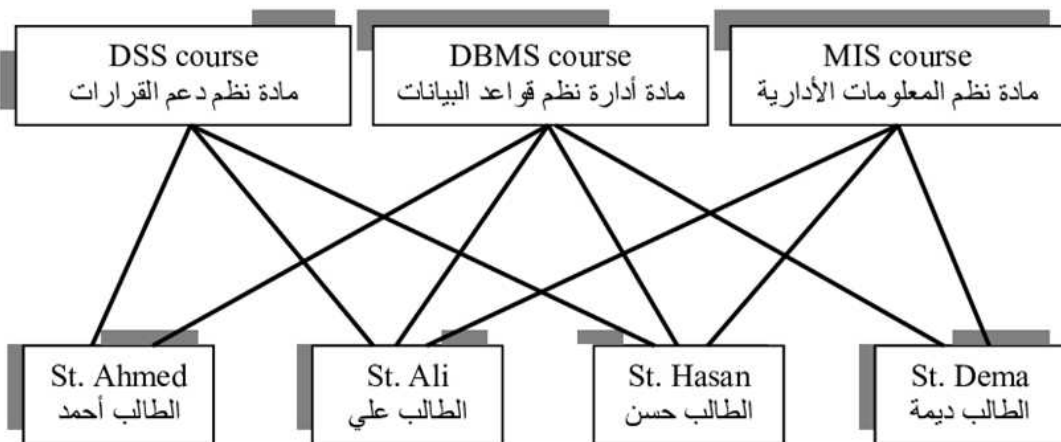 DSS course
مادة نظم دعم القرارات
DBMS course
مادة أدارة نظم قواعد البيانات
MIS course
مادة نظم المعلومات الأدارية
St. Ahmed
الطالب أحمد
St. Ali
الطالب علي
St. Hasan
الطالب حسن
St. Dema
الطالب ديمة